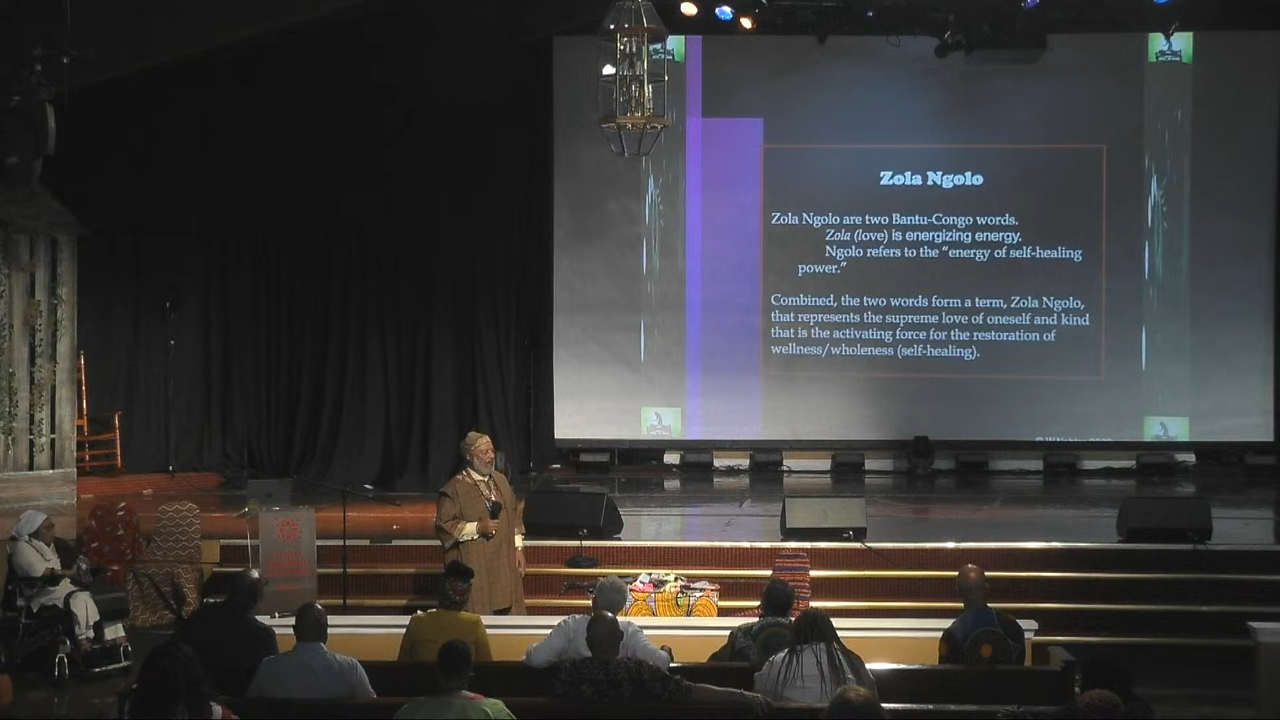 Zola Ngolo
Zola Ngolo are two Bantu-Congo words.
Zola (love) is energizing energy.
Ngolo refers to the “energy of self-healing
power.”
Combined, the two words form a term, Zola Ngolo,
that represents the supreme love of oneself and kind
that is the activating force for the restoration of
wellness/wholeness (self-healing).